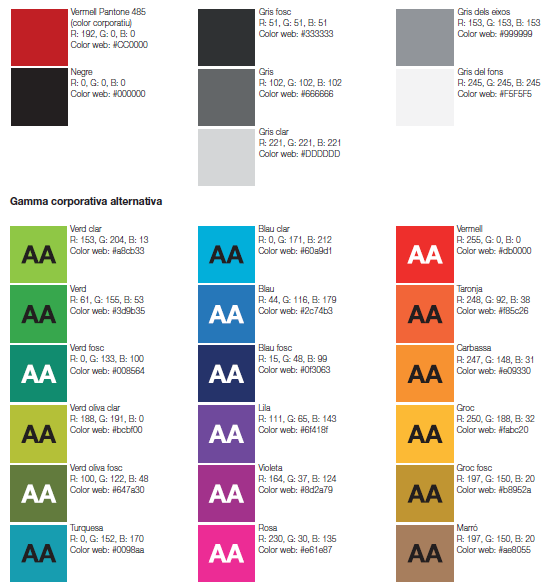 Vermell Pantone 485
(color corporatiu)
R: 192, G: 0, B: 0
Color web: #CC0000
Negre
R: 0, G: 0, B: 0
Color web: #000000
Gris fosc
R: 51, G: 51, B: 51
Color web: #333333
Gris
R: 102, G: 102, B: 102
Color web: #666666
Gris clar
R: 221, G: 221, B: 221
Color web: #DDDDDD
Gris dels eixos
R: 153, G: 153, B: 153
Color web: #999999
Gris del fons
R: 245, G: 245, B: 245
Color web: #F5F5F5
Gamma corporativa alternativa
AA
Verd clar
R: 153, G: 204, B: 13
Color web: #a8cb33
AA
Verd
R: 61, G: 155, B: 53
Color web: #3d9b35
AA
Verd fosc
R: 0, G: 133, B: 100
Color web: #008564
AA
Verd oliva clar
R: 188, G: 191, B: 0
Color web: #bcbf00
AA
Verd oliva fosc
R: 100, G: 122, B: 48
Color web: #647a30
AA
Turquesa
R: 0, G: 152, B: 170
Color web: #0098aa
AA
Blau clar
R: 0, G: 171, B: 212
Color web: #60a9d1
AA
Blau
R: 44, G: 116, B: 179
Color web: #2c74b3
AA
Blau fosc
R: 15, G: 48, B: 99
Color web: #0f3063
AA
Lila
R: 111, G: 65, B: 143
Color web: #6f418f
AA
Violeta
R: 164, G: 37, B: 124
Color web: #8d2a79
AA
Rosa
R: 230, G: 30, B: 135
Color web: #e61e87
AA
Vermell
R: 255, G: 0, B: 0
Color web: #db0000
AA
Taronja
R: 248, G: 92, B: 38
Color web: #f85c26
AA
Carbassa
R: 247, G: 148, B: 31
Color web: #e09330
AA
Groc
R: 250, G: 188, B: 32
Color web: #fabc20
AA
Groc fosc
R: 197, G: 150, B: 20
Color web: #b8952a
AA
Marró
R: 197, G: 150, B: 20
Color web: #ae8055